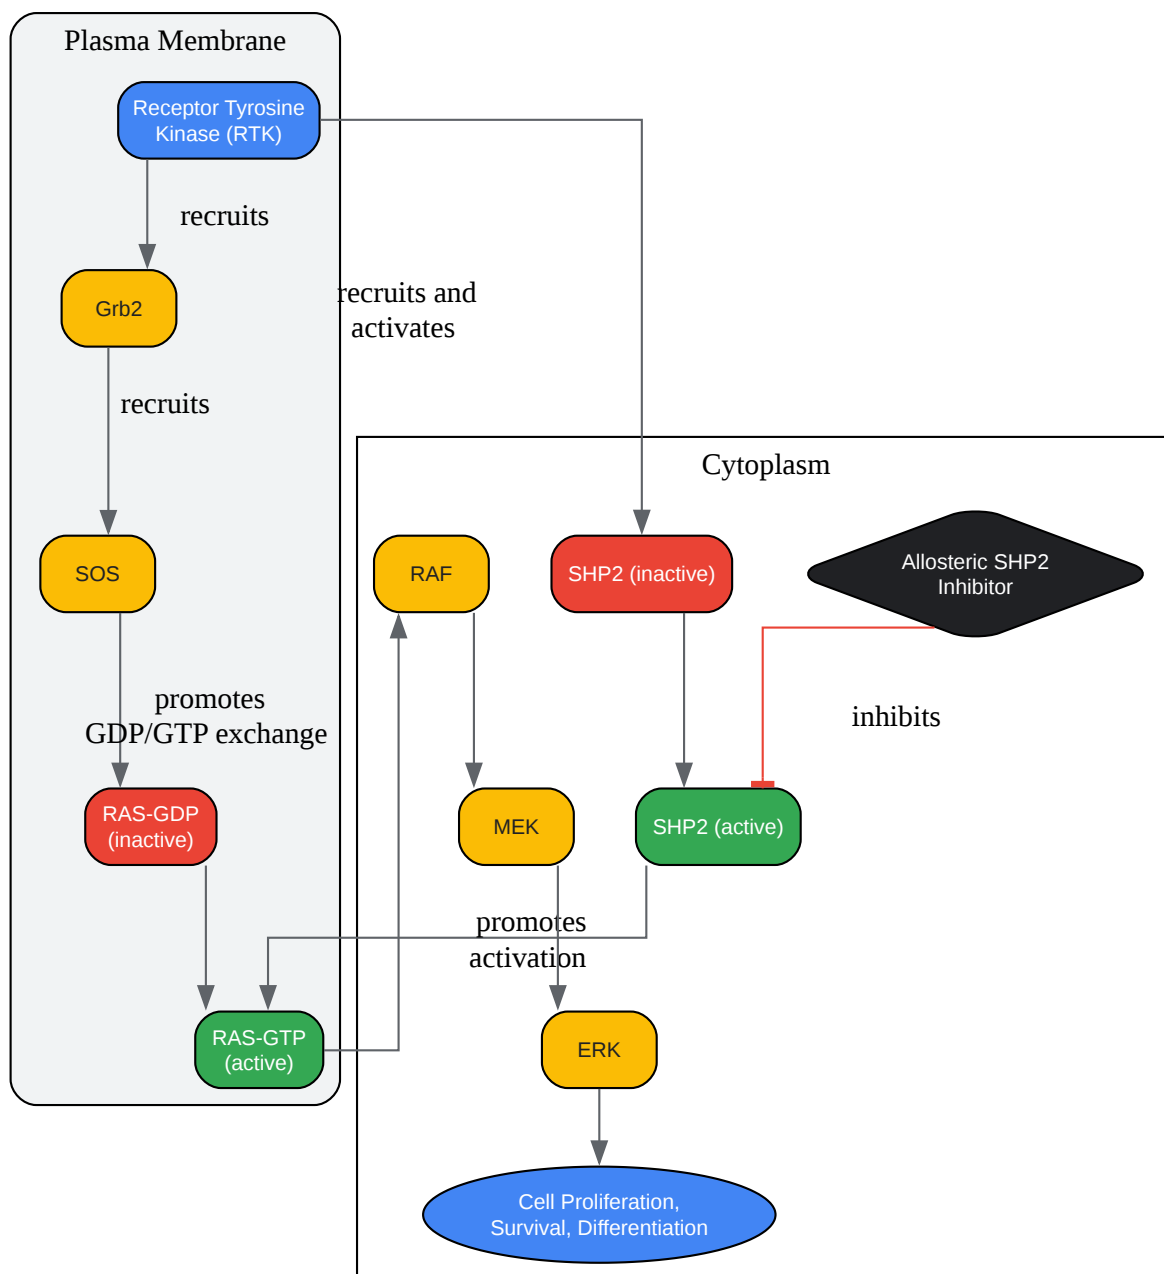 Plasma Membrane
Receptor Tyrosine
Kinase (RTK)
recruits
Grb2
recruits and
activates
recruits
Cytoplasm
SOS
RAF
SHP2 (inactive)
Allosteric SHP2
Inhibitor
promotes
GDP/GTP exchange
inhibits
RAS-GDP
(inactive)
MEK
SHP2 (active)
promotes
activation
RAS-GTP
(active)
ERK
Cell Proliferation,
Survival, Differentiation